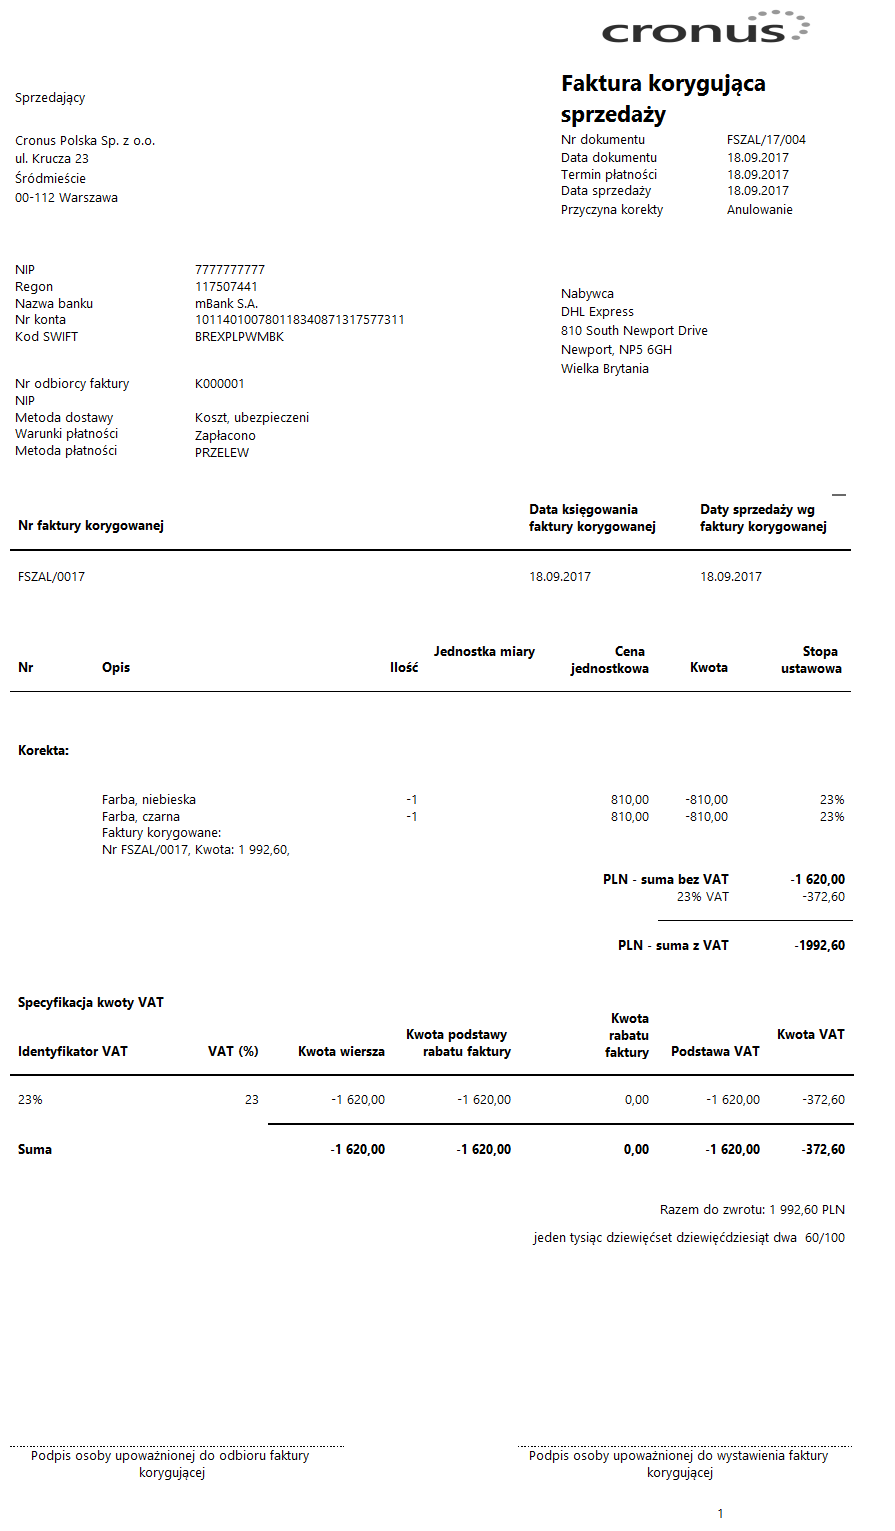 cronus
Faktura korygująca
sprzedaży
Sprzedający
Cronus Polska Sp. z o.o.
ul. Krucza 23
Śródmieście
00-112 Warszawa
Nr dokumentu FSZAL/17/004
Data dokumentu 18.09.2017
Termin płatności 18.09.2017
Data sprzedaży 18.09.2017
Przyczyna korekty Anulowanie
NIP 7777777777
Regon 117507441
Nazwa banku mBank S.A.
Nr konta 101140100780118340871317577311
Kod SWIFT BREXPLPWMBK
Nabywca
DHL Express
810 South Newport Drive
Newport, NP5 6GH
Wielka Brytania
Nr odbiorcy faktury K000001
NIP
Metoda dostawy Koszt, ubezpieczeni
Warunki płatności Zapłacono
Metoda płatności PRZELEW
Nr faktury korygowanej Data księgowania faktury korygowanej Daty sprzedaży wg faktury korygowanej
FSZAL/0017 18.09.2017 18.09.2017
Nr Opis Ilość Jednostka miary Cena jednostkowa Kwota Stopa ustawowa
Korekta:
Farba, niebieska -1 810,00 -810,00 23%
Farba, czarna -1 810,00 -810,00 23%
Faktury korygowane:
Nr FSZAL/0017, Kwota: 1 992,60,
PLN - suma bez VAT -1 620,00
23% VAT -372,60
PLN - suma z VAT -1992,60
Specyfikacja kwoty VAT
Identyfikator VAT VAT (%) Kwota wiersza Kwota podstawy rabatu faktury Kwota rabatu faktury Podstawa VAT Kwota VAT
23% 23 -1 620,00 -1 620,00 0,00 -1 620,00 -372,60
Suma -1 620,00 -1 620,00 0,00 -1 620,00 -372,60
Razem do zwrotu: 1 992,60 PLN
jeden tysiąc dziewięćset dziewięćdziesiąt dwa 60/100
Podpis osoby upoważnionej do odbioru faktury
korygującej
Podpis osoby upoważnionej do wystawienia faktury
korygującej
1